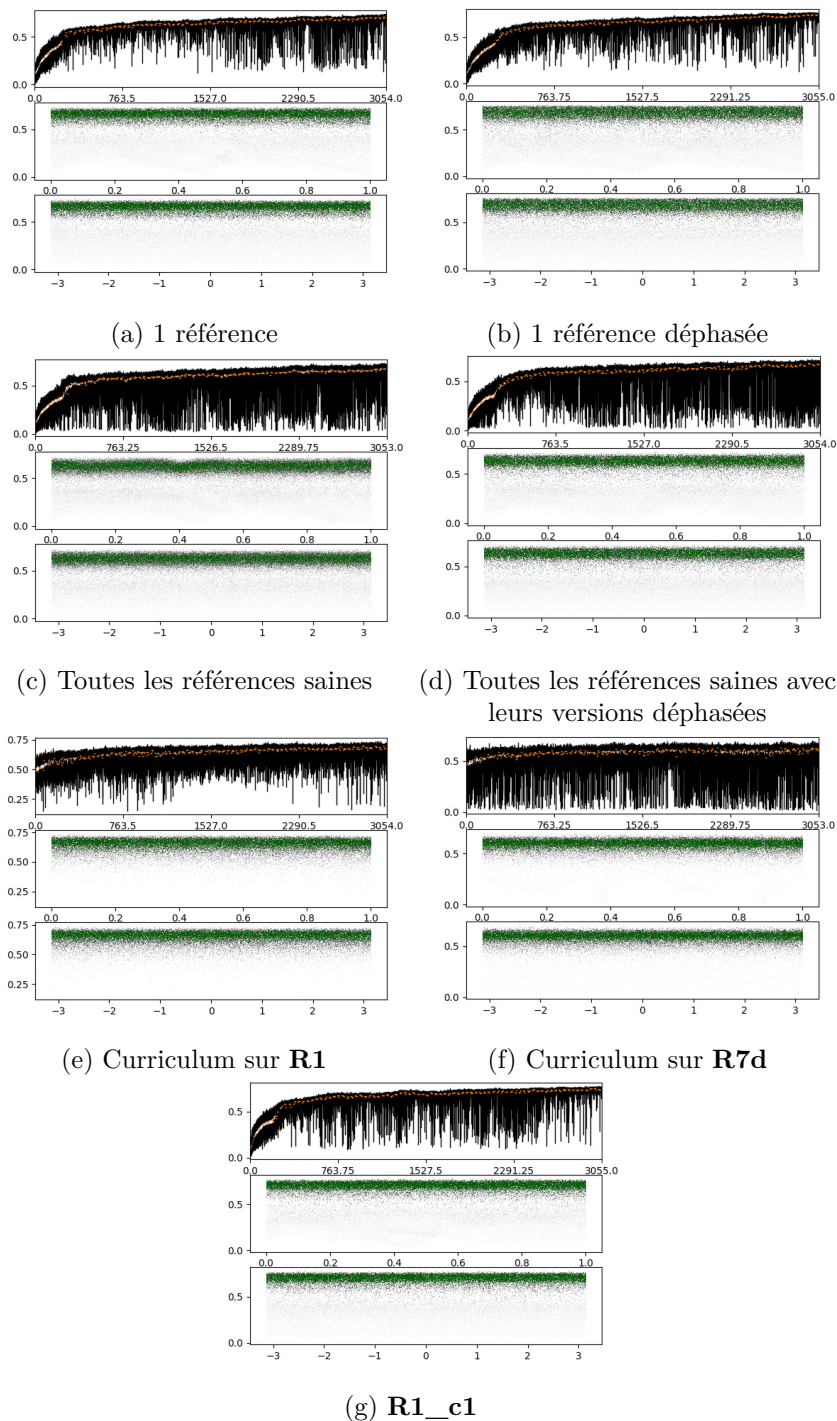 0.5
0.0
0.0 763.5 1527.0 2290.5 3054.0
0.5
0.0
0.0 0.2 0.4 0.6 0.8 1.0
0.5
0.0
−3 −2 −1 0 1 2 3
(a) 1 référence
0.5
0.0
0.0 763.75 1527.5 2291.25 3055.0
0.5
0.0
0.0 0.2 0.4 0.6 0.8 1.0
0.5
0.0
−3 −2 −1 0 1 2 3
(b) 1 référence déphasée
0.5
0.0
0.0 763.25 1526.5 2289.75 3053.0
0.5
0.0
0.0 0.2 0.4 0.6 0.8 1.0
0.5
0.0
−3 −2 −1 0 1 2 3
(c) Toutes les références saines
0.5
0.0
0.0 763.5 1527.0 2290.5 3054.0
0.5
0.0
0.0 0.2 0.4 0.6 0.8 1.0
0.5
0.0
−3 −2 −1 0 1 2 3
(d) Toutes les références saines avec
leurs versions déphasées
0.75
0.50
0.25
0.0 763.5 1527.0 2290.5 3054.0
0.75
0.50
0.25
0.0 0.2 0.4 0.6 0.8 1.0
0.75
0.50
0.25
−3 −2 −1 0 1 2 3
(e) Curriculum sur R1
0.5
0.0
0.0 763.25 1526.5 2289.75 3053.0
0.5
0.0
0.0 0.2 0.4 0.6 0.8 1.0
0.5
0.0
−3 −2 −1 0 1 2 3
(f) Curriculum sur R7d
0.5
0.0
0.0 763.75 1527.5 2291.25 3055.0
0.5
0.0
0.0 0.2 0.4 0.6 0.8 1.0
0.5
0.0
−3 −2 −1 0 1 2 3
(g) R1_c1